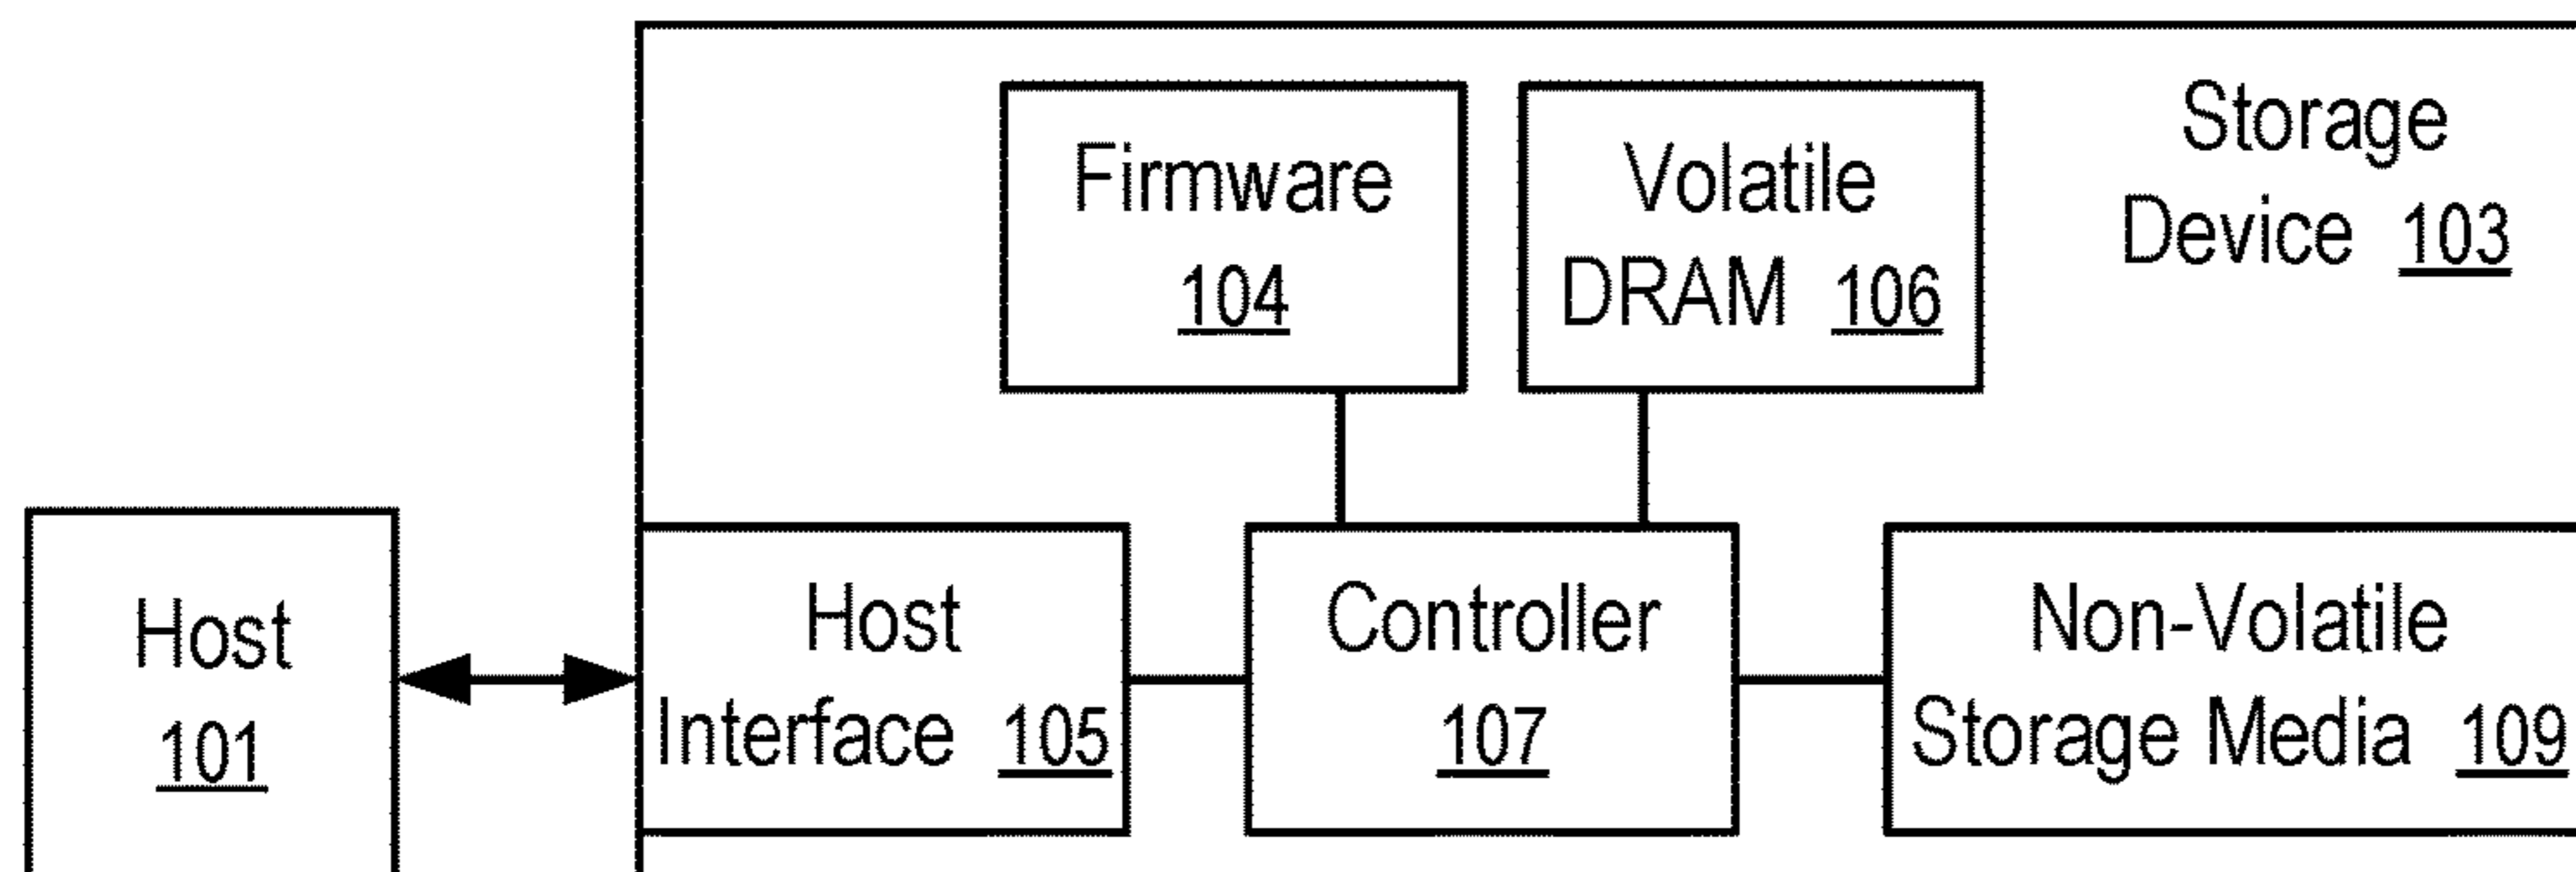 Storage
Device 103
Firmware
104
Volatile
DRAM 106
Host
101
Host
Interface 105
Controller
107
Non-Volatile
Storage Media 109